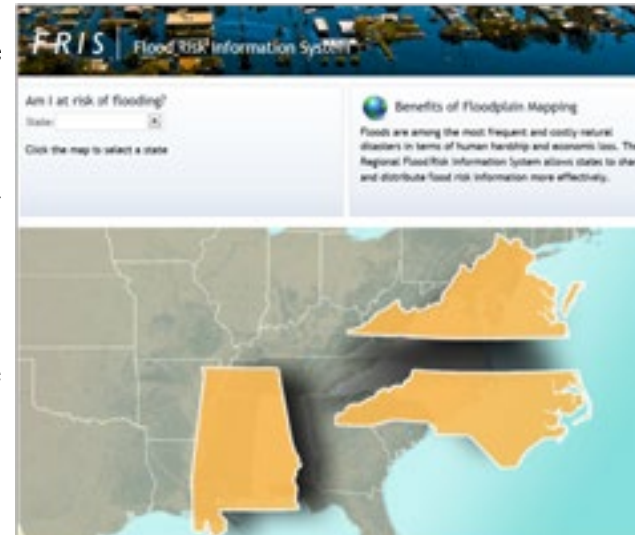 FRIS | Flood Risk Information System
Am I at risk of flooding?
State:
Click the map to select a state
Benefits of Floodplain Mapping
Floods are among the most frequent and costly natural
disasters in terms of human hardship and economic loss. The
Regional Flood Risk Information System allows states to share
and distribute flood risk information more effectively.